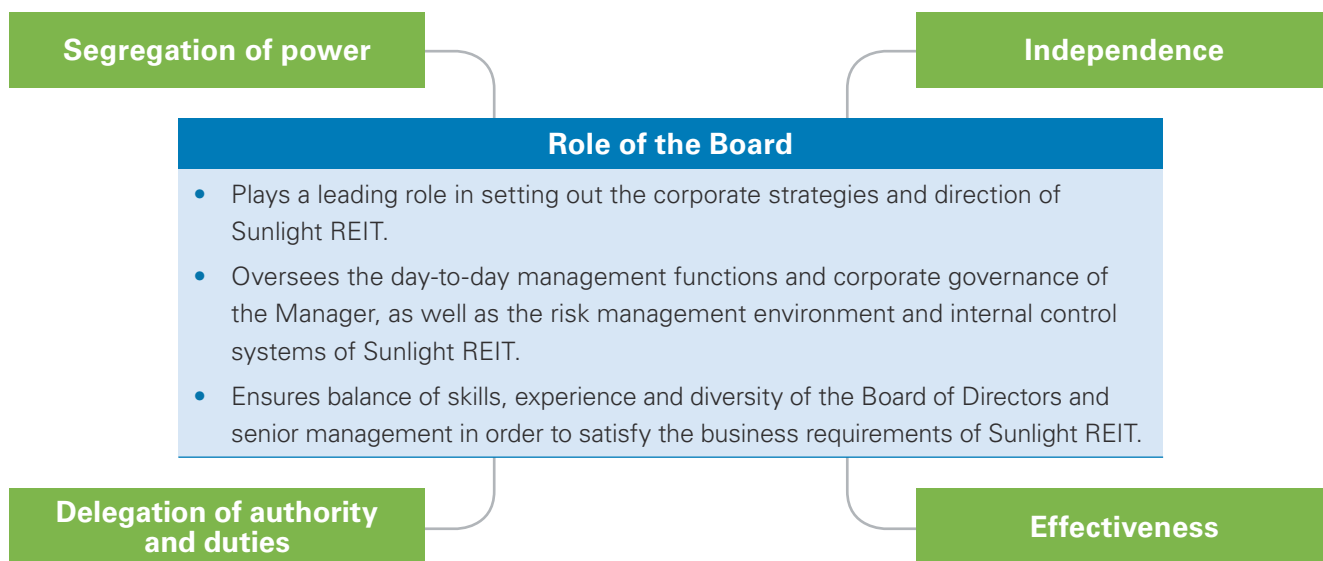 Segregation of power
Independence
Role of the Board
• Plays a leading role in setting out the corporate strategies and direction of
Sunlight REIT.
• Oversees the day-to-day management functions and corporate governance of
the Manager, as well as the risk management environment and internal control
systems of Sunlight REIT.
• Ensures balance of skills, experience and diversity of the Board of Directors and
senior management in order to satisfy the business requirements of Sunlight REIT.
Delegation of authority
and duties
Effectiveness